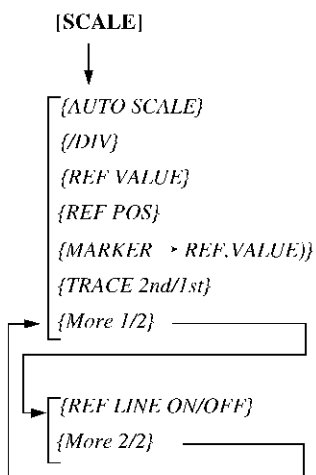 [SCALE]
{AUTO SCALE}
{/DIV}
{REF VALUE}
{REF POS}
{MARKER → REF.VALUE)}
{TRACE 2nd/1st}
{More 1/2}
{REF LINE ON/OFF}
{More 2/2}